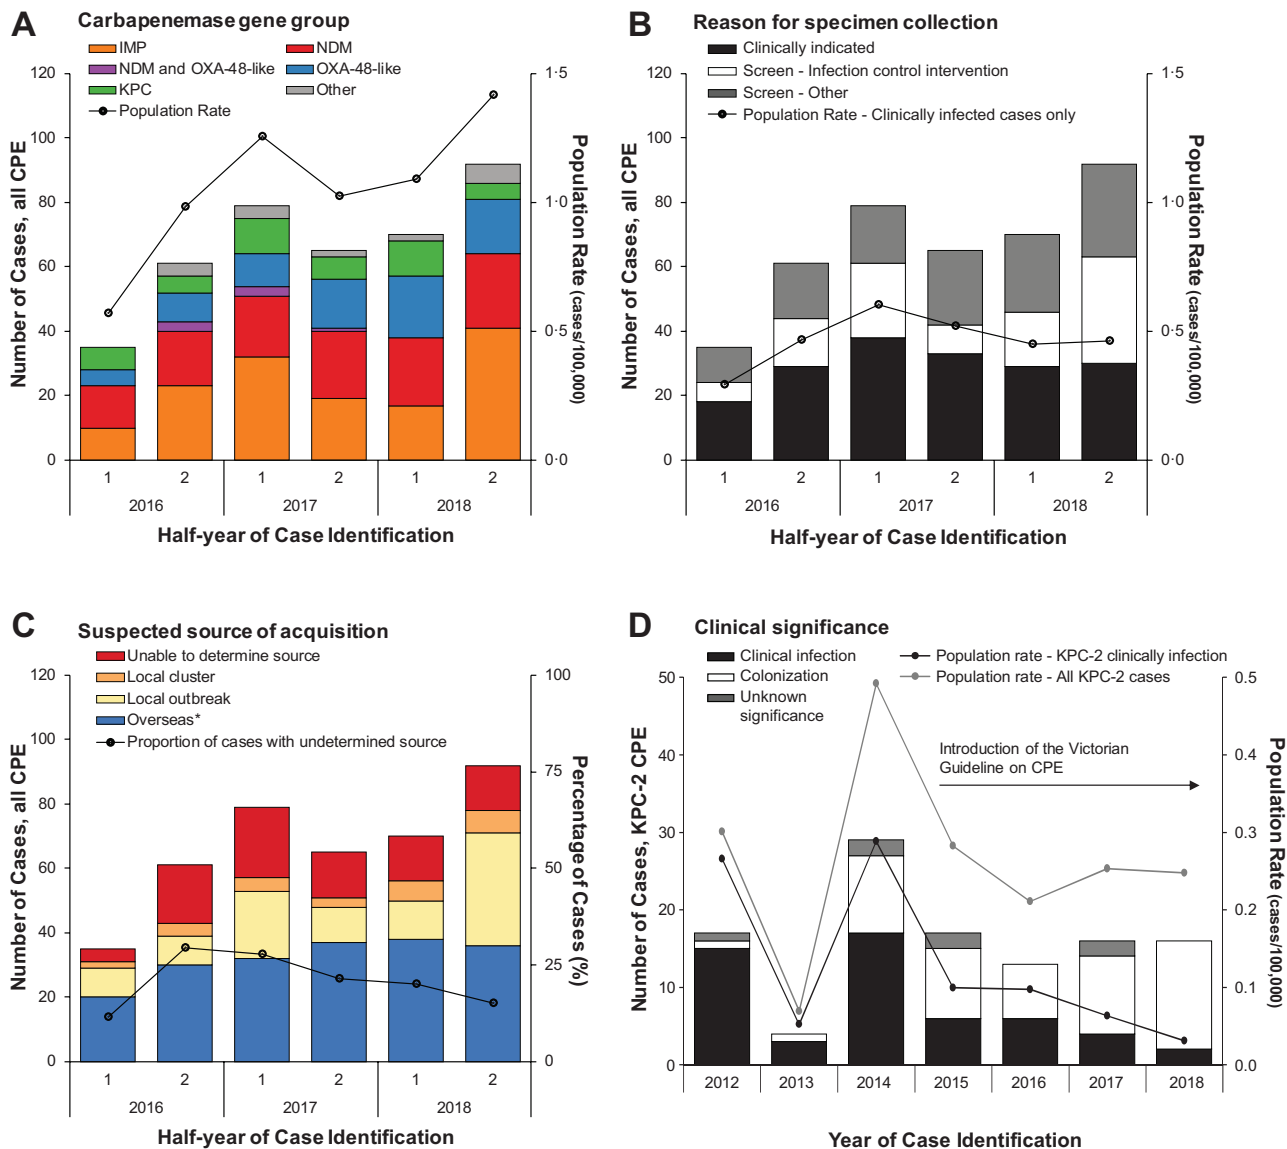 A
Carbapenemase gene group
IMP
NDM
NDM and OXA-48-like
OXA-48-like
KPC
Other
Population Rate
Number of Cases, all CPE
120
100
80
60
40
20
0
1·5
1·0
0·5
0·0
Population Rate (cases/100,000)
1 2 1 2 1 2
2016 2017 2018
Half-year of Case Identification
B
Reason for specimen collection
Clinically indicated
Screen - Infection control intervention
Screen - Other
Population Rate - Clinically infected cases only
Number of Cases, all CPE
120
100
80
60
40
20
0
1·5
1·0
0·5
0·0
Population Rate (cases/100,000)
1 2 1 2 1 2
2016 2017 2018
Half-year of Case Identification
C
Suspected source of acquisition
Unable to determine source
Local cluster
Local outbreak
Overseas*
Proportion of cases with undetermined source
Number of Cases, all CPE
120
100
80
60
40
20
0
100
75
50
25
0
Percentage of Cases (%)
1 2 1 2 1 2
2016 2017 2018
Half-year of Case Identification
D
Clinical significance
Clinical infection
Colonization
Unknown
significance
Population rate - KPC-2 clinically infection
Population rate - All KPC-2 cases
Introduction of the Victorian
Guideline on CPE
Number of Cases, KPC-2 CPE
50
40
30
20
10
0
0.5
0.4
0.3
0.2
0.1
0.0
Population Rate (cases/100,000)
2012 2013 2014 2015 2016 2017 2018
Year of Case Identification